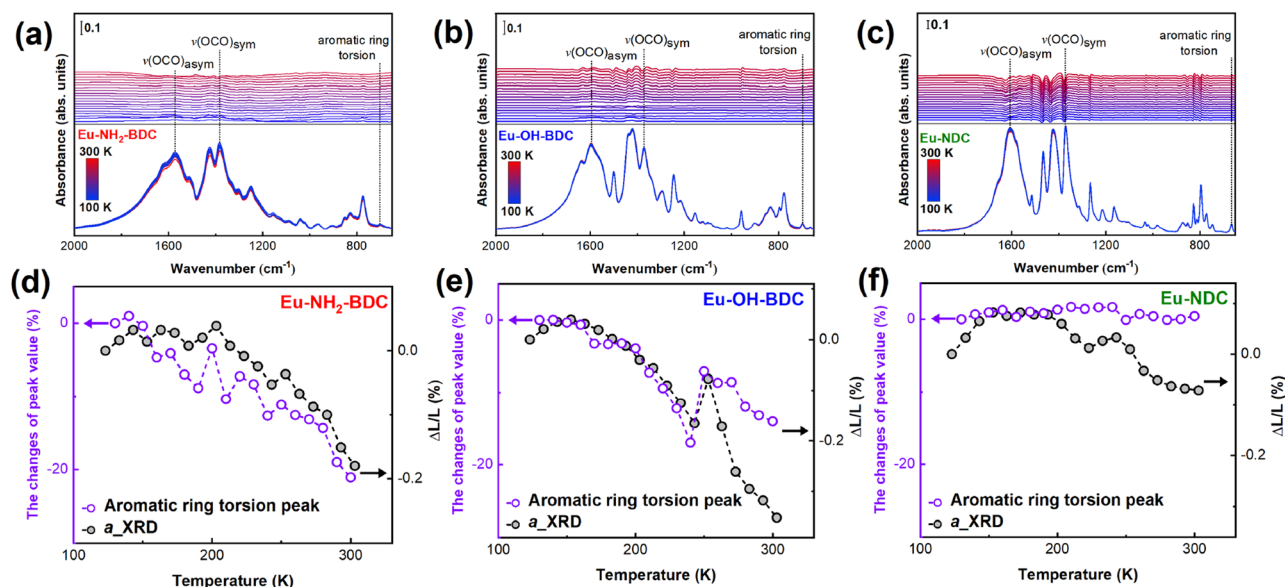 (a)
0.1
ν(OCO)asym
ν(OCO)sym
aromatic ring
torsion
Absorbance (abs. units)
Eu-NH2-BDC
300 K
100 K
2000 1600 1200 800
Wavenumber (cm-1)
(b)
0.1
ν(OCO)asym
ν(OCO)sym
aromatic ring
torsion
Absorbance (abs. units)
Eu-OH-BDC
300 K
100 K
2000 1600 1200 800
Wavenumber (cm-1)
(c)
0.1
ν(OCO)asym
ν(OCO)sym
aromatic ring
torsion
Absorbance (abs. units)
Eu-NDC
300 K
100 K
2000 1600 1200 800
Wavenumber (cm-1)
(d)
Eu-NH2-BDC
The changes of peak value (%)
0
-10
-20
0.0
-0.1
-0.2
ΔL/L (%)
Aromatic ring torsion peak
a_XRD
100 200 300
Temperature (K)
(e)
Eu-OH-BDC
The changes of peak value (%)
0
-20
0.0
-0.2
ΔL/L (%)
Aromatic ring torsion peak
a_XRD
100 200 300
Temperature (K)
(f)
Eu-NDC
The changes of peak value (%)
0
-20
0.0
-0.2
-0.4
ΔL/L (%)
Aromatic ring torsion peak
a_XRD
100 200 300
Temperature (K)